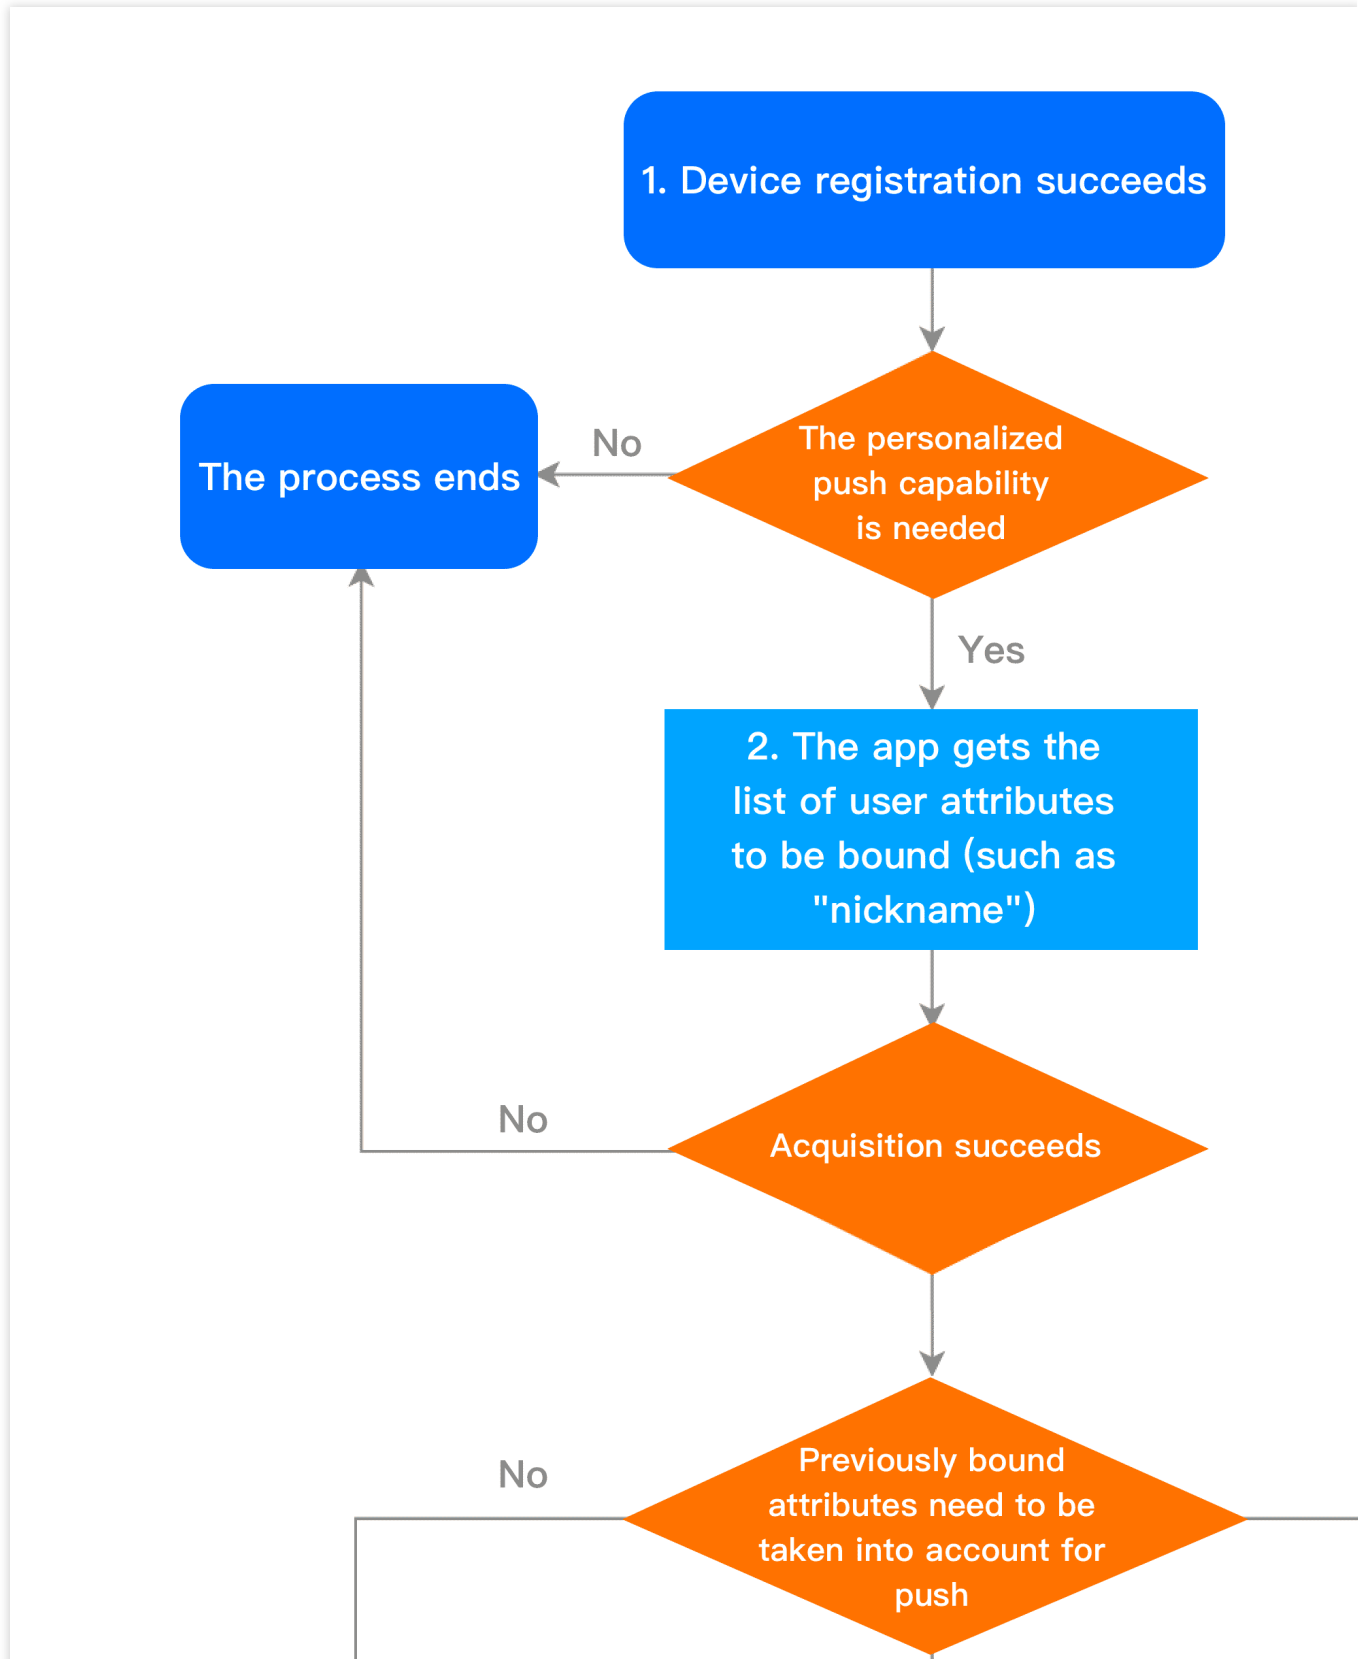 1. Device registration succeeds
The process ends
No
The personalized
push capability
is needed
Yes
2. The app gets the
list of user attributes
to be bound (such as
"nickname")
No
Acquisition succeeds
No
Previously bound
attributes need to be
taken into account for
push